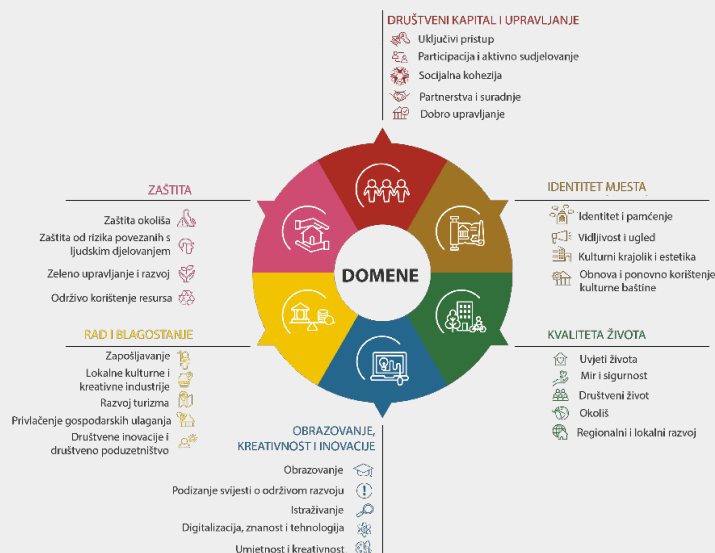 DRUŠTVENI KAPITAL I UPRAVLJANJE
Uključivi pristup
Participacija i aktivno sudjelovanje
Socijalna kohezija
Partnerstva i suradnje
Dobro upravljanje
ZAŠTITA
Zaštita okoliša
Zaštita od rizika povezanih s
ljudskim djelovanjem
Zeleno upravljanje i razvoj
Održivo korištenje resursa
IDENTITET MJESTA
Identitet i pamćenje
Vidljivost i ugled
Kulturni krajolik i estetika
Obnova i ponovno korištenje
kulturne baštine
DOMENE
RAD I BLAGOSTANJE
Zapošljavanje
Lokalne kulturne i
kreativne industrije
Razvoj turizma
Privlačenje gospodarskih ulaganja
Društvene inovacije i
društveno poduzetništvo
KVALITETA ŽIVOTA
Uvjeti života
Mir i sigurnost
Društveni život
Okoliš
Regionalni i lokalni razvoj
OBRAZOVANJE,
KREATIVNOST I INOVACIJE
Obrazovanje
Podizanje svijesti o održivom razvoju
Istraživanje
Digitalizacija, znanost i tehnologija
Umjetnost i kreativnost